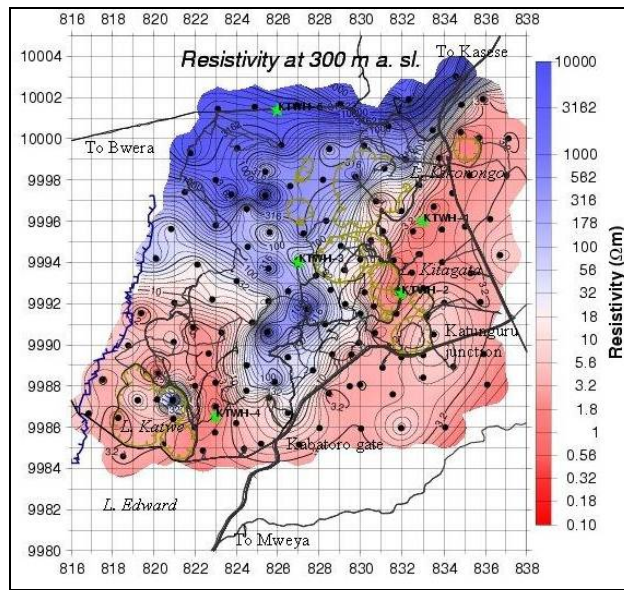 816 818 820 822 824 826 828 830 832 834 836 838
Resistivity at 300 m a. sl.
To Kasese
10004
10002
10000
9998
9996
9994
9992
9990
9988
9986
9984
9982
9980
KTWH-5
To Bwera
L. Kikorongo
KTWH-1
KTWH-3
L. Kitagata
KTWH-2
Katunguru
junction
KTWH-4
L. Katwe
Kabatoro gate
L. Edward
To Mweya
816 818 820 822 824 826 828 830 832 834 836 838
10000
3162
1000
582
316
178
100
50
32
18
10
5.8
3.2
1.8
1
0.58
0.32
0.18
0.10
Resistivity (Ωm)